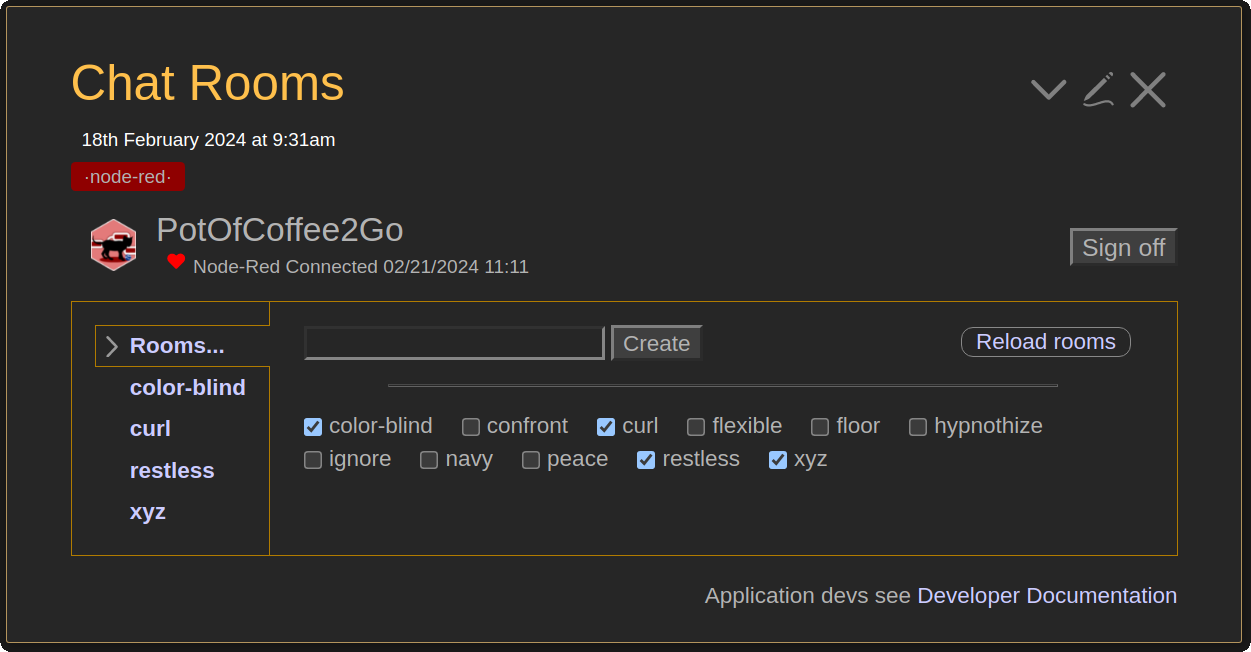 Chat Rooms
18th February 2024 at 9:31am
·node-red·
PotOfCoffee2Go
Node-Red Connected 02/21/2024 11:11
Sign off
Rooms...
color-blind
curl
restless
xyz
Create
Reload rooms
color-blind confront curl flexible floor hypnothize
ignore navy peace restless xyz
Application devs see Developer Documentation